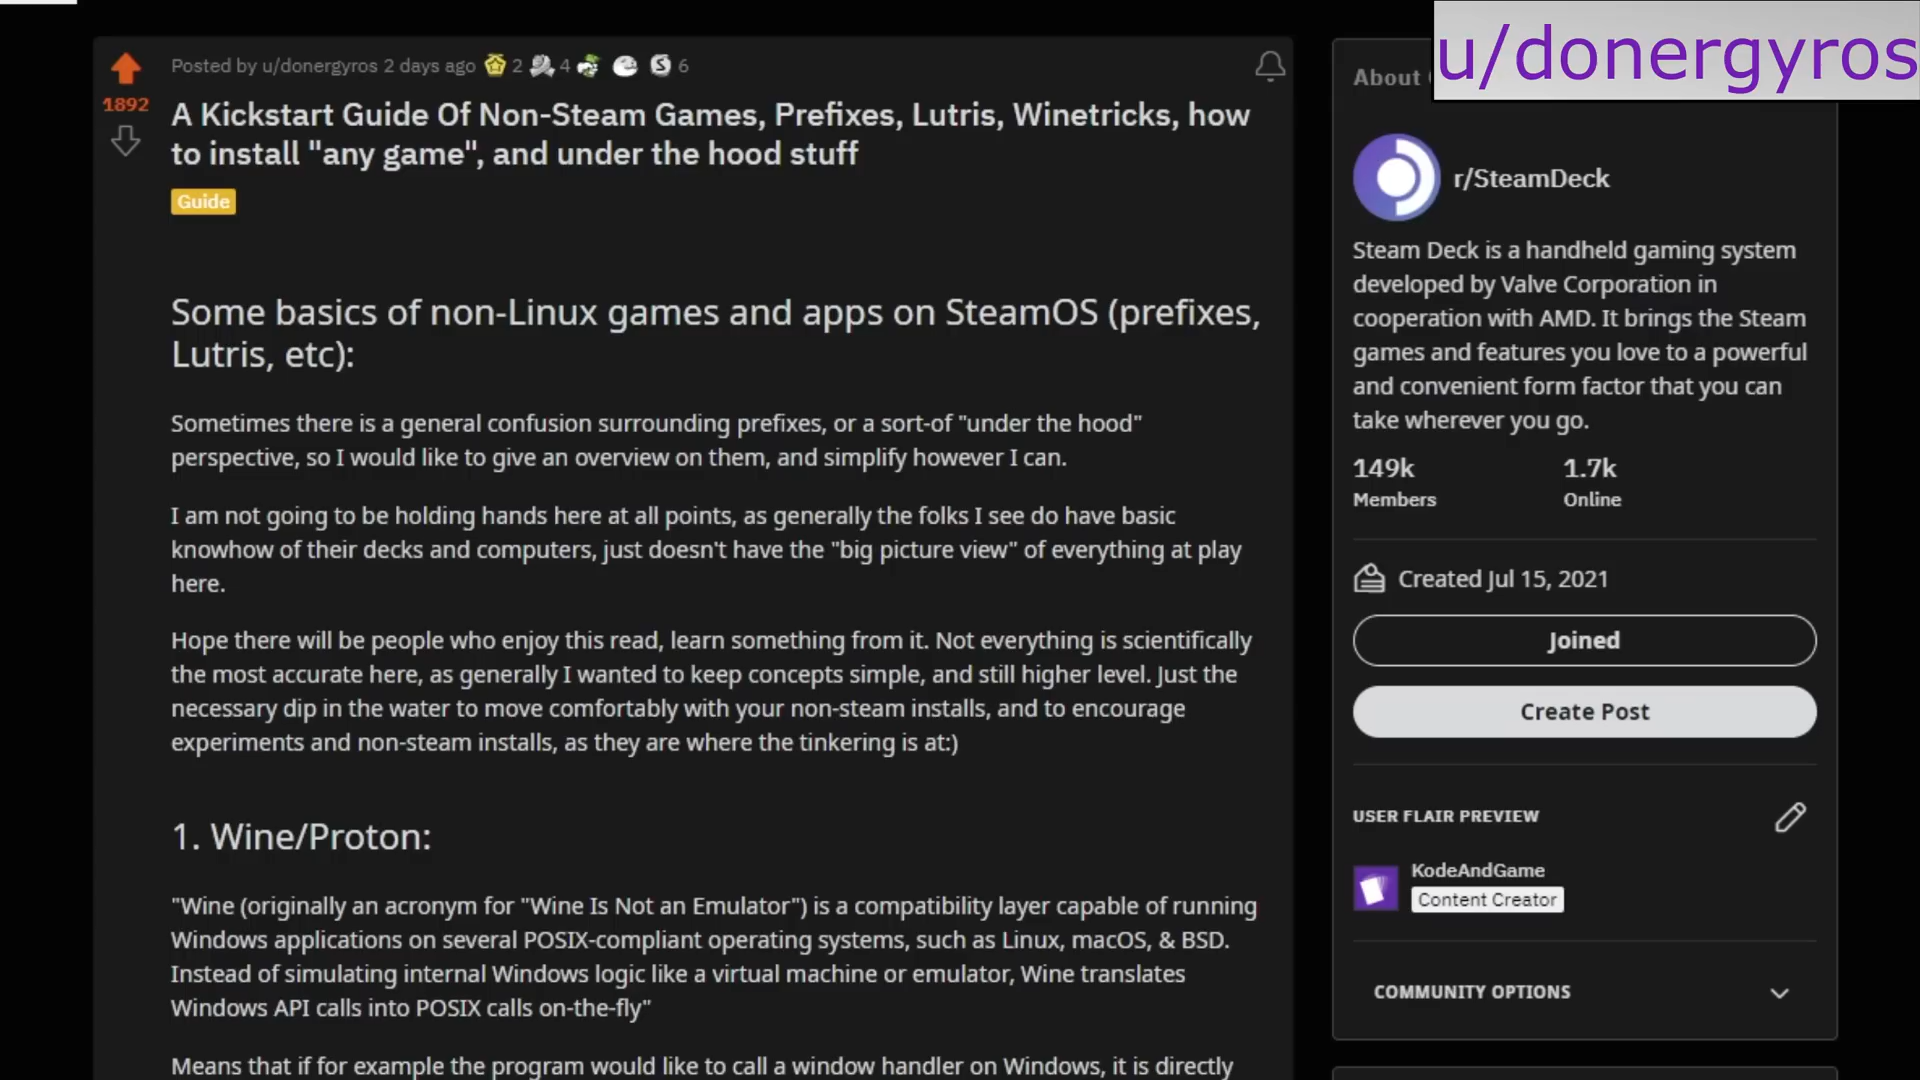 u/donergyros
Posted by u/donergyros 2 days ago 2 4 6
1892
A Kickstart Guide Of Non-Steam Games, Prefixes, Lutris, Winetricks, how
to install "any game", and under the hood stuff
Guide
Some basics of non-Linux games and apps on SteamOS (prefixes,
Lutris, etc):
Sometimes there is a general confusion surrounding prefixes, or a sort-of "under the hood"
perspective, so I would like to give an overview on them, and simplify however I can.
I am not going to be holding hands here at all points, as generally the folks I see do have basic
knowhow of their decks and computers, just doesn't have the "big picture view" of everything at play
here.
Hope there will be people who enjoy this read, learn something from it. Not everything is scientifically
the most accurate here, as generally I wanted to keep concepts simple, and still higher level. Just the
necessary dip in the water to move comfortably with your non-steam installs, and to encourage
experiments and non-steam installs, as they are where the tinkering is at:)
1. Wine/Proton:
"Wine (originally an acronym for "Wine Is Not an Emulator") is a compatibility layer capable of running
Windows applications on several POSIX-compliant operating systems, such as Linux, macOS, & BSD.
Instead of simulating internal Windows logic like a virtual machine or emulator, Wine translates
Windows API calls into POSIX calls on-the-fly"
Means that if for example the program would like to call a window handler on Windows, it is directly
About
r/SteamDeck
Steam Deck is a handheld gaming system
developed by Valve Corporation in
cooperation with AMD. It brings the Steam
games and features you love to a powerful
and convenient form factor that you can
take wherever you go.
149k 1.7k
Members Online
Created Jul 15, 2021
Joined
Create Post
USER FLAIR PREVIEW
KodeAndGame
Content Creator
COMMUNITY OPTIONS